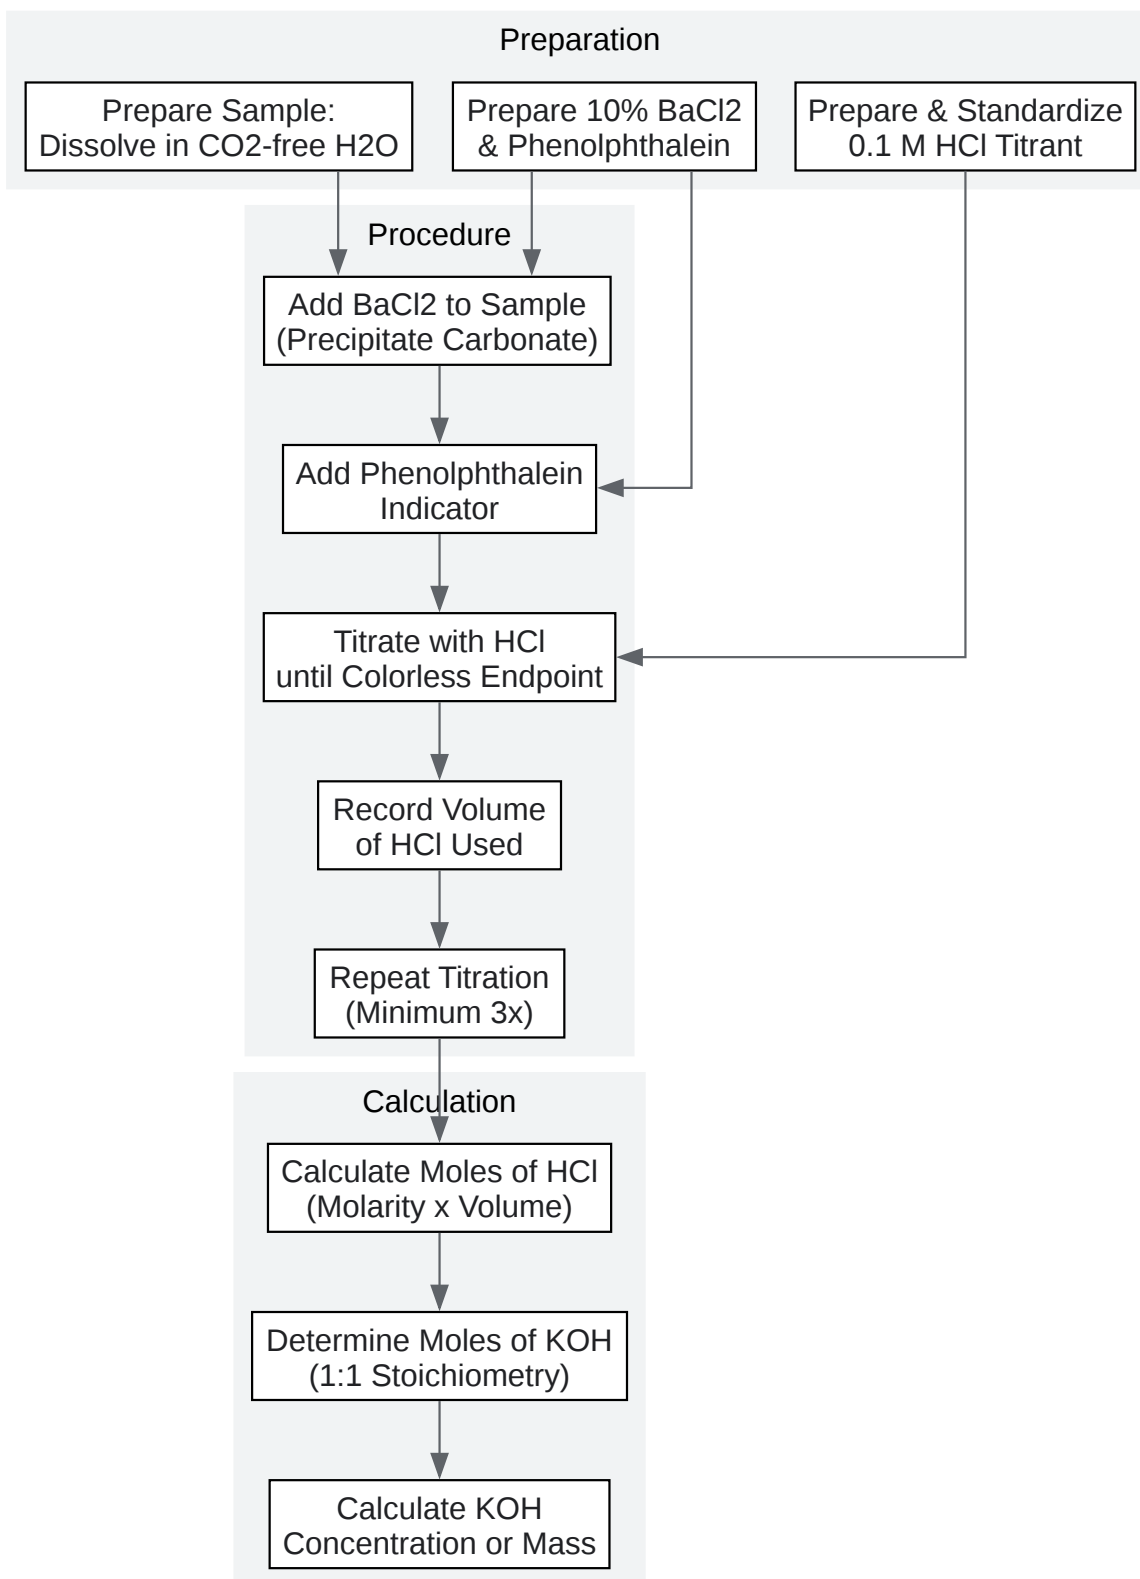 Preparation
Prepare Sample:
Dissolve in CO2-free H2O
Prepare 10% BaCl2
& Phenolphthalein
Prepare & Standardize
0.1 M HCl Titrant
Procedure
Add BaCl2 to Sample
(Precipitate Carbonate)
Add Phenolphthalein
Indicator
Titrate with HCl
until Colorless Endpoint
Record Volume
of HCl Used
Repeat Titration
(Minimum 3x)
Calculation
Calculate Moles of HCl
(Molarity x Volume)
Determine Moles of KOH
(1:1 Stoichiometry)
Calculate KOH
Concentration or Mass